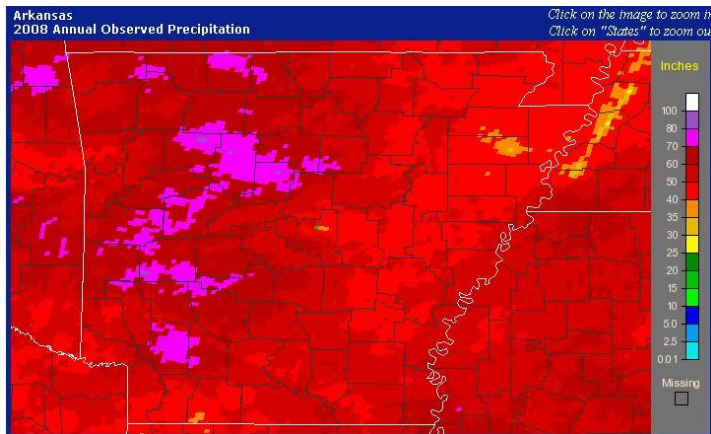 Arkansas
2008 Annual Observed Precipitation
Click on the image to zoom in
Click on "States" to zoom ou
Inches
100
80
70
60
50
40
35
30
25
20
15
10
5.0
2.5
0.01
Missing